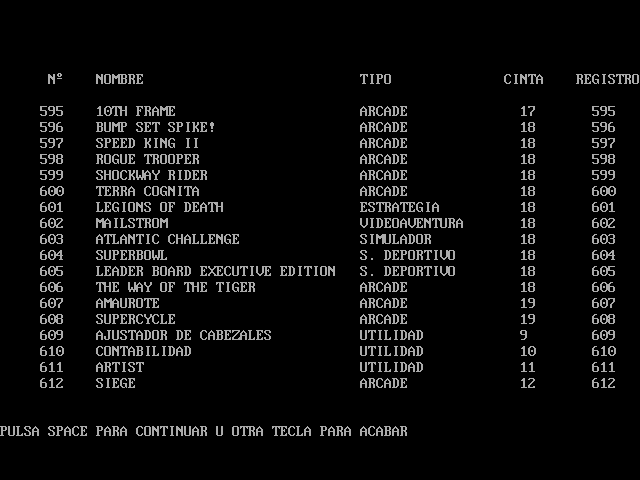 Nº NOMBRE TIPO CINTA REGISTRO
595 10TH FRAME ARCADE 17 595
596 BUMP SET SPIKE! ARCADE 18 596
597 SPEED KING II ARCADE 18 597
598 ROGUE TROOPER ARCADE 18 598
599 SHOCKWAY RIDER ARCADE 18 599
600 TERRA COGNITA ARCADE 18 600
601 LEGIONS OF DEATH ESTRATEGIA 18 601
602 MAILSTROM VIDEOAVENTURA 18 602
603 ATLANTIC CHALLENGE SIMULADOR 18 603
604 SUPERBOWL S. DEPORTIVO 18 604
605 LEADER BOARD EXECUTIVE EDITION S. DEPORTIVO 18 605
606 THE WAY OF THE TIGER ARCADE 18 606
607 AMAUROTE ARCADE 19 607
608 SUPERCYCLE ARCADE 19 608
609 AJUSTADOR DE CABEZALES UTILIDAD 9 609
610 CONTABILIDAD UTILIDAD 10 610
611 ARTIST UTILIDAD 11 611
612 SIEGE ARCADE 12 612
PULSA SPACE PARA CONTINUAR U OTRA TECLA PARA ACABAR